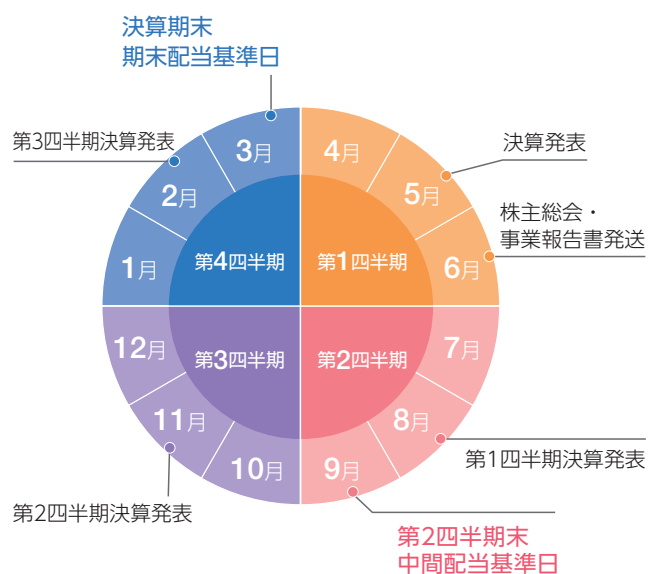 決算期末
期末配当基準日
第3四半期決算発表
決算発表
株主総会・
事業報告書発送
3月
4月
2月
5月
1月
6月
第4四半期
第1四半期
第3四半期
第2四半期
12月
7月
11月
8月
10月
9月
第1四半期決算発表
第2四半期決算発表
第2四半期末
中間配当基準日